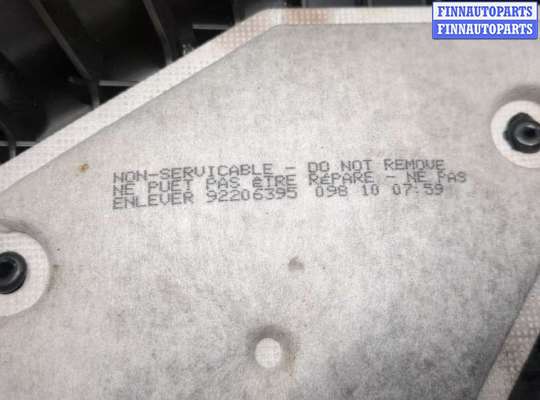 FINNAUTOPARTS
FINNAUTOPARTS
NON-SERVICABLE - DO NOT REMOVE
NE PUET PAS êTRE RéPARE - NE PAS
ENLEVER 92206395 098 10 07:59